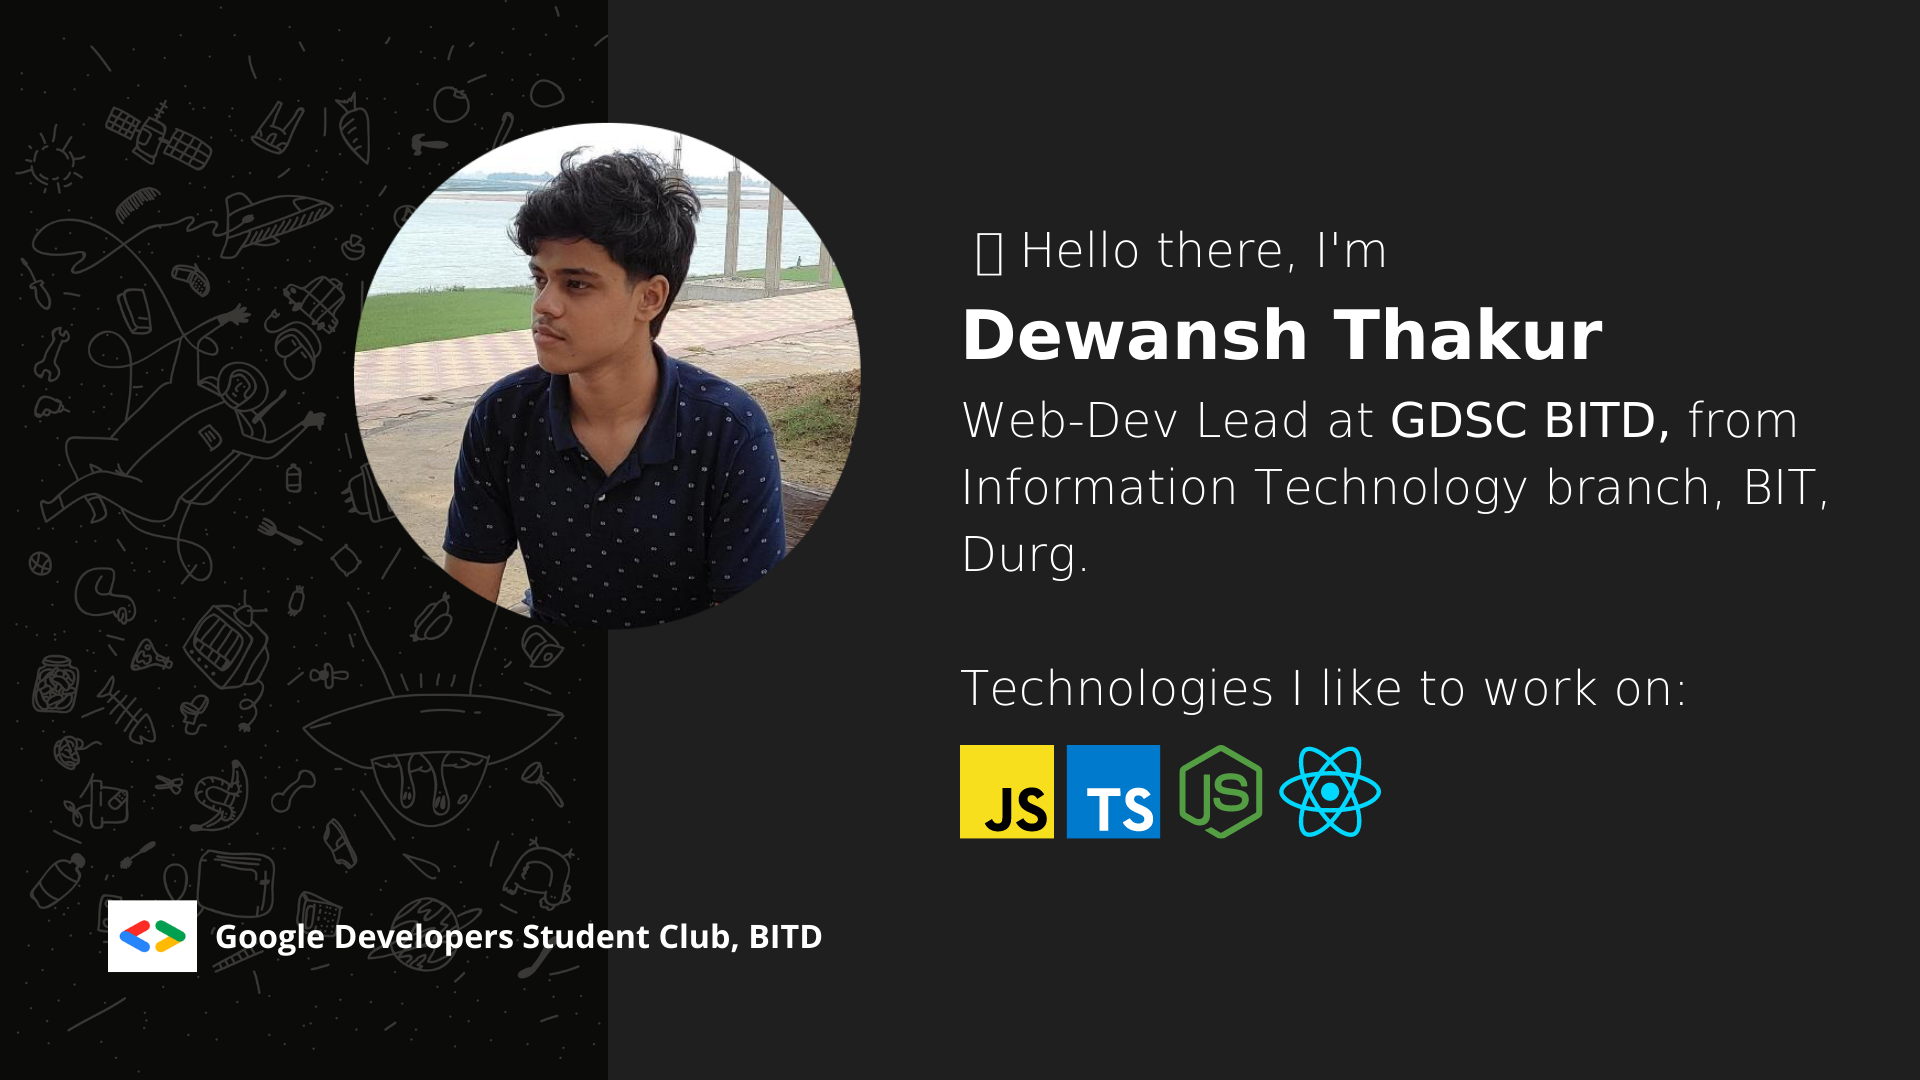 Hello there, I'm
Dewansh Thakur
Web-Dev Lead at GDSC BITD, from
Information Technology branch, BIT,
Durg.
Technologies I like to work on:
JS TS JS
Google Developers Student Club, BITD